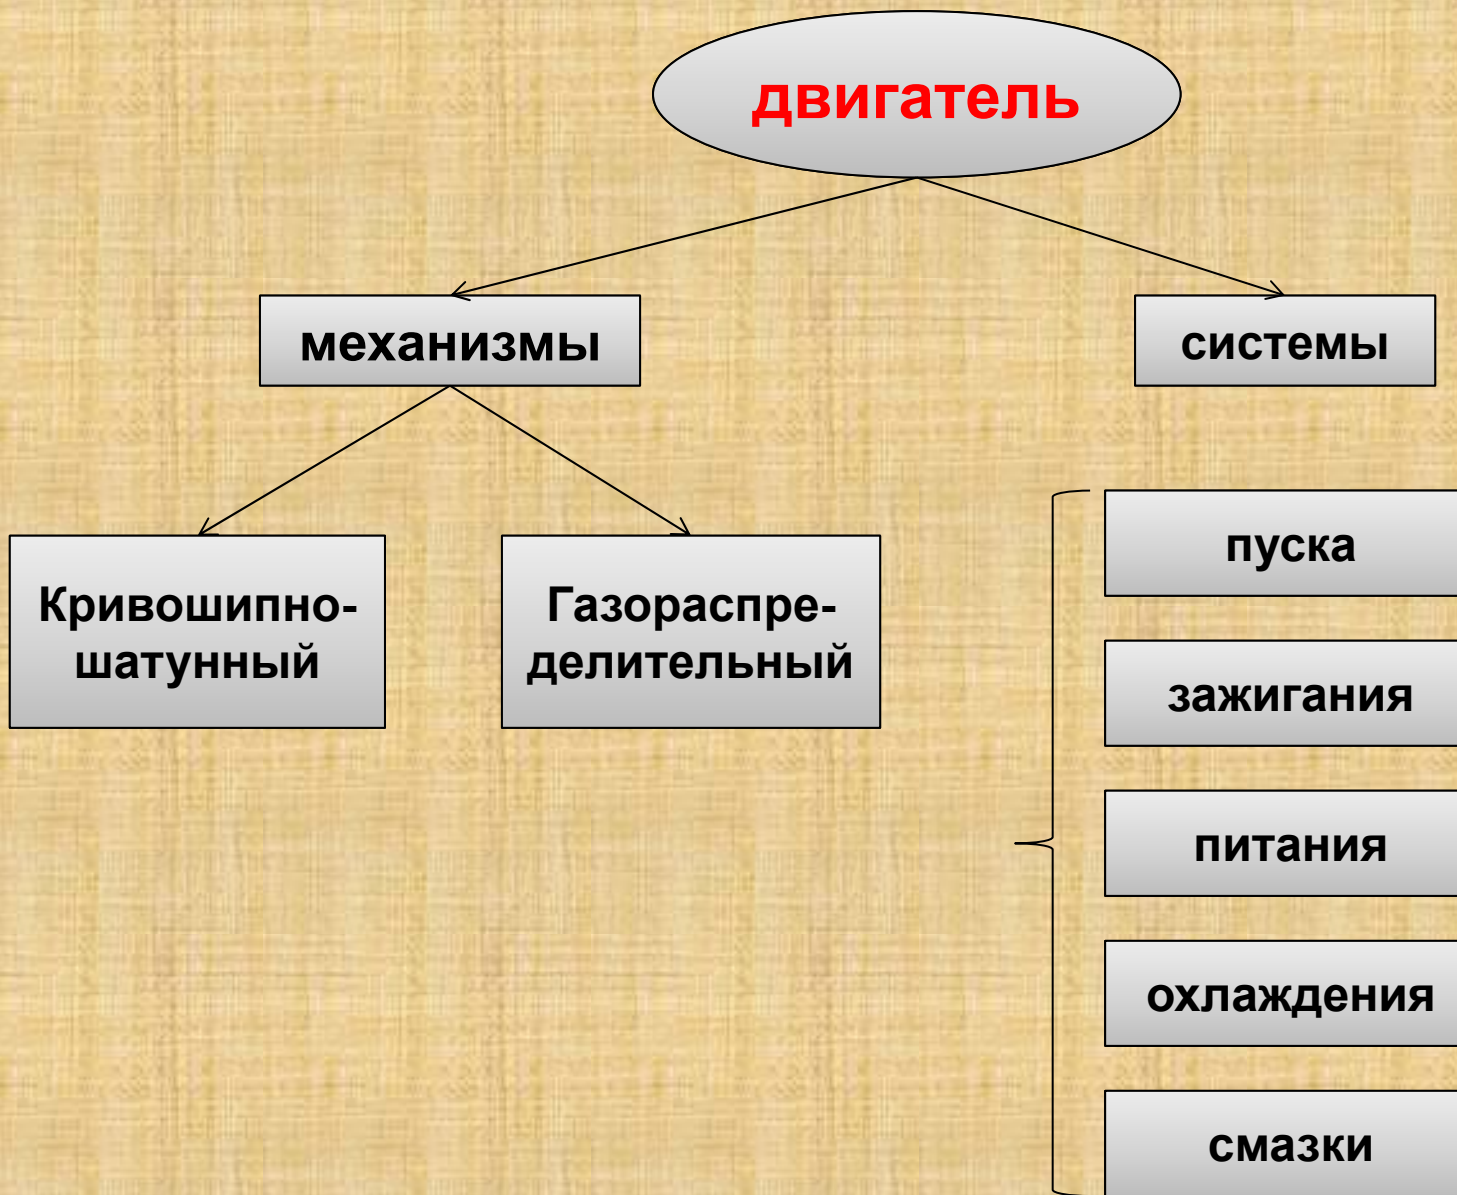 двигатель
механизмы
системы
Кривошипно-
шатунный
Газораспре-
делительный
пуска
зажигания
питания
охлаждения
смазки